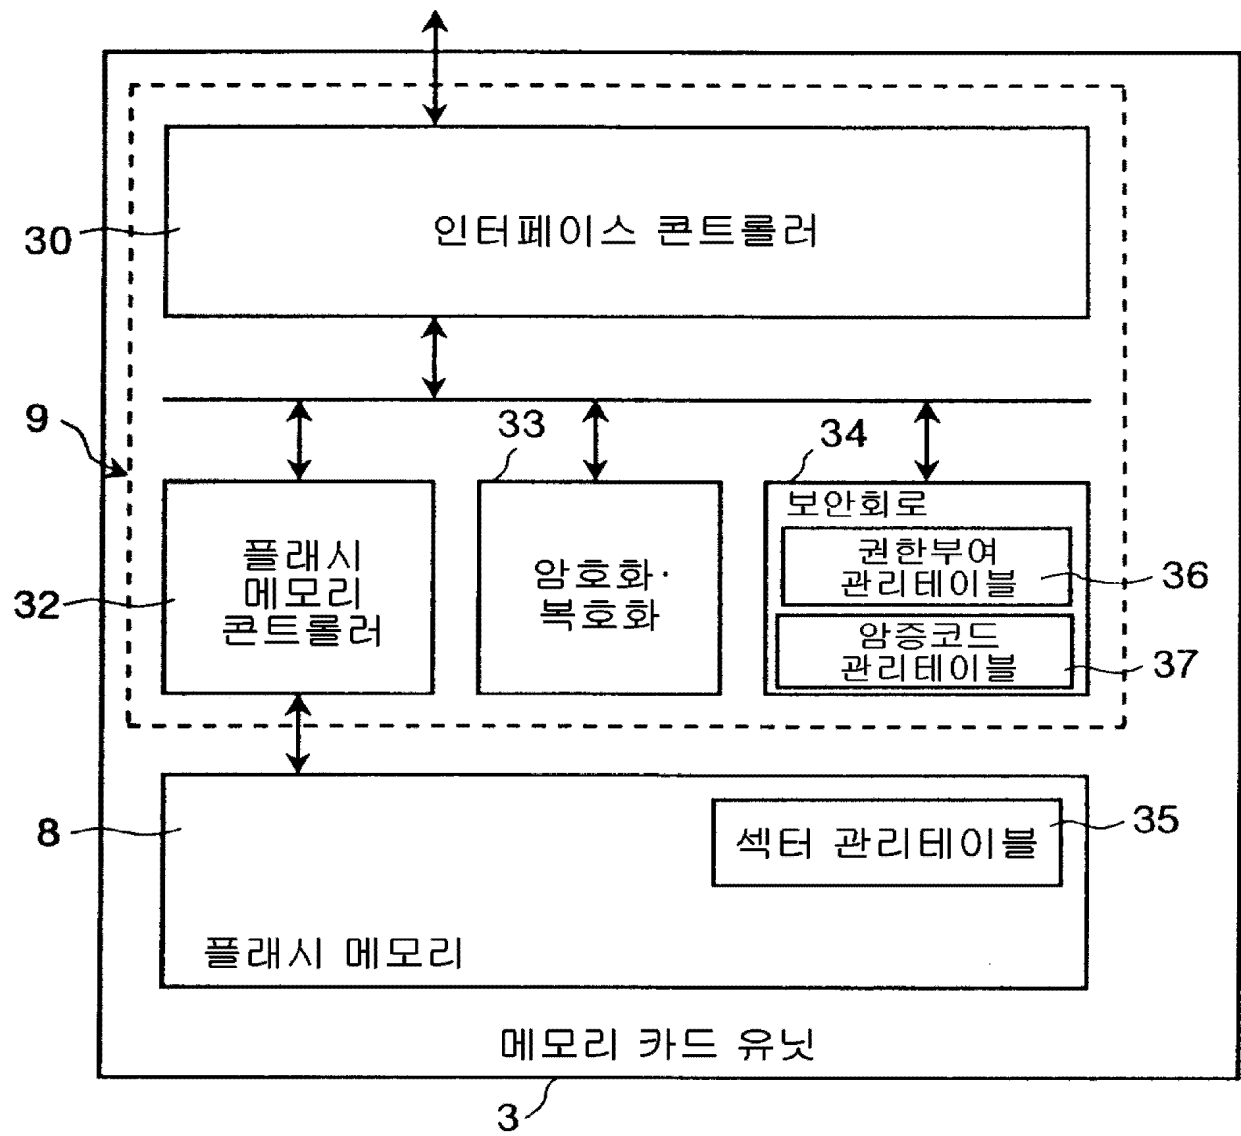 30
인터페이스 콘트롤러
9
33
34
보안회로
플래시
메모리
콘트롤러
32
암호화·
복호화
권한부여
관리테이블
36
암증코드
관리테이블
37
8
섹터 관리테이블
35
플래시 메모리
메모리 카드 유닛
3